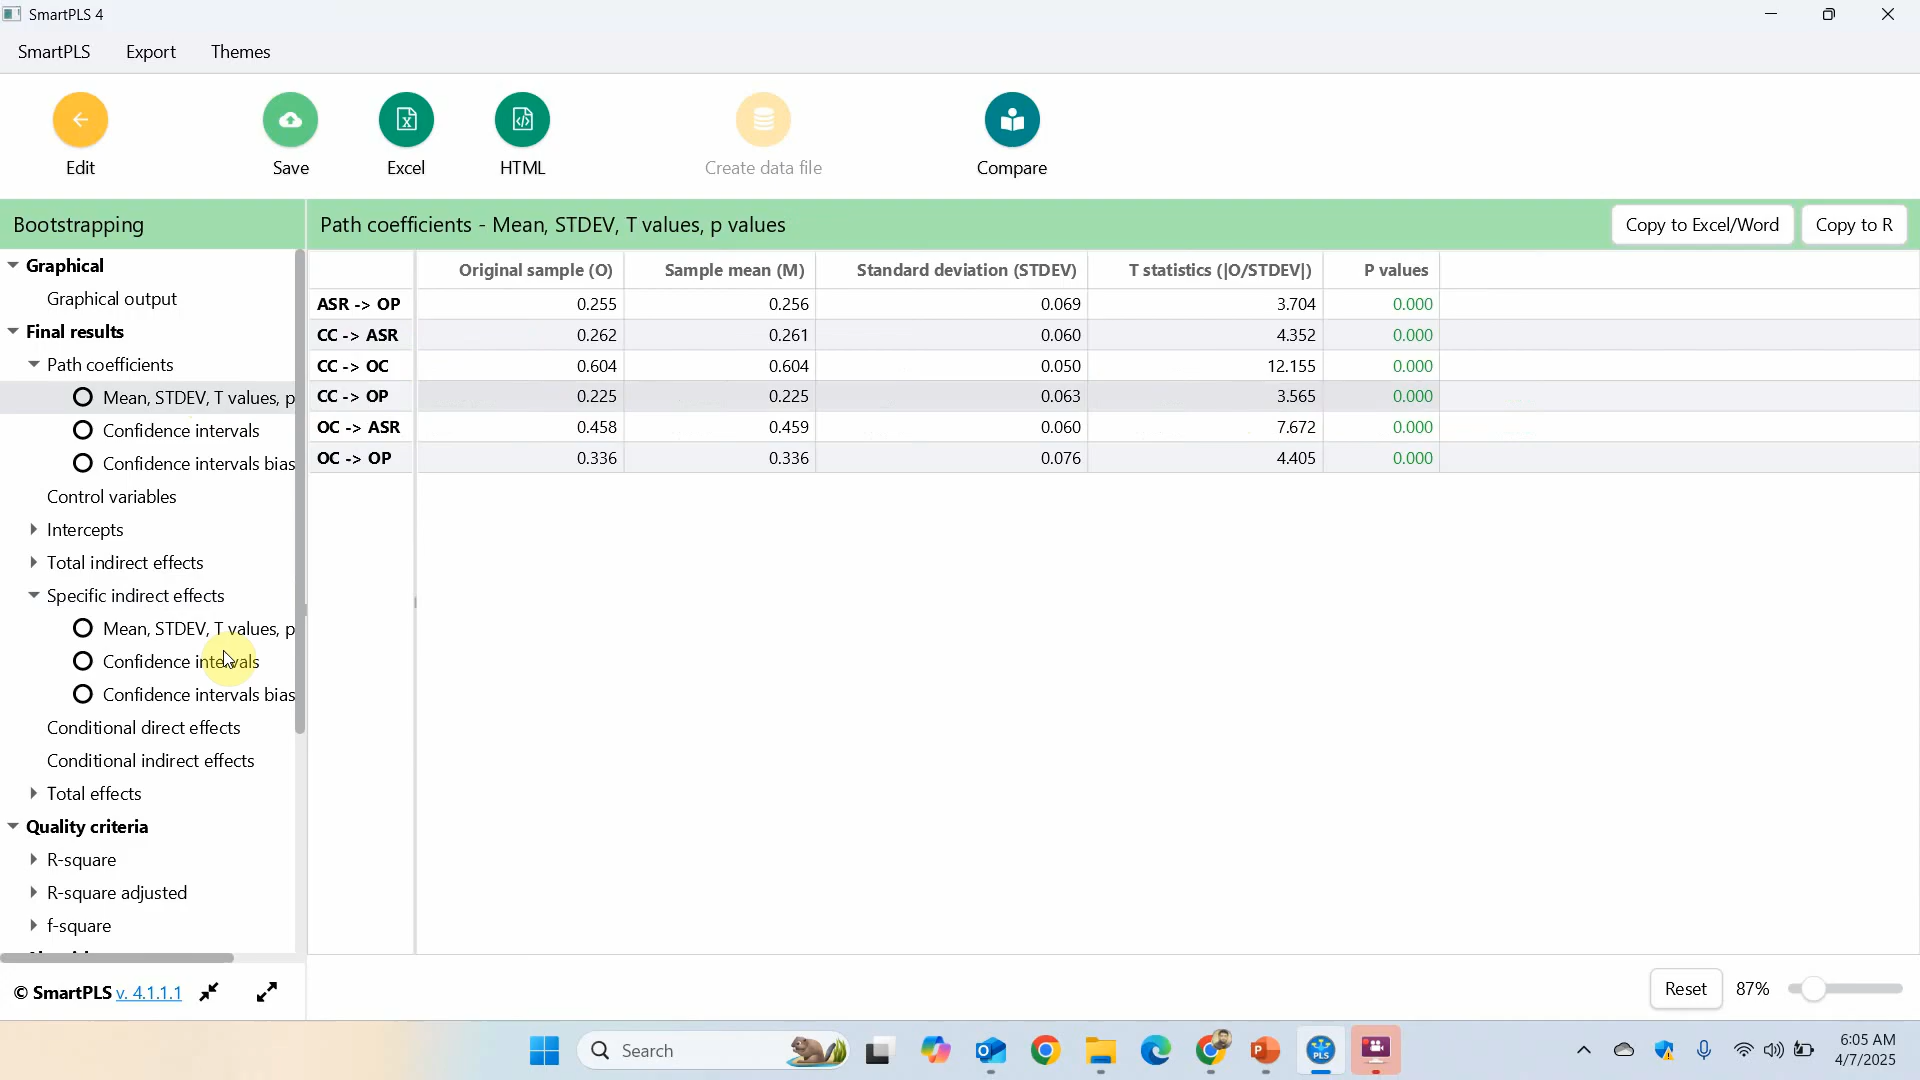 SmartPLS 4
SmartPLS Export Themes
Edit Save Excel HTML Create data file Compare
Bootstrapping
Graphical
Graphical output
Final results
Path coefficients
Mean, STDEV, T values, p
Confidence intervals
Confidence intervals bias
Control variables
Intercepts
Total indirect effects
Specific indirect effects
Mean, STDEV, T values, p
Confidence intervals
Confidence intervals bias
Conditional direct effects
Conditional indirect effects
Total effects
Quality criteria
R-square
R-square adjusted
f-square
© SmartPLS v. 4.1.1.1
Path coefficients - Mean, STDEV, T values, p values Copy to Excel/Word Copy to R
Original sample (O) Sample mean (M) Standard deviation (STDEV) T statistics (|O/STDEV|) P values
ASR -> OP 0.255 0.256 0.069 3.704 0.000
CC -> ASR 0.262 0.261 0.060 4.352 0.000
CC -> OC 0.604 0.604 0.050 12.155 0.000
CC -> OP 0.225 0.225 0.063 3.565 0.000
OC -> ASR 0.458 0.459 0.060 7.672 0.000
OC -> OP 0.336 0.336 0.076 4.405 0.000
Reset 87%
Search PLS 6:05 AM
4/7/2025